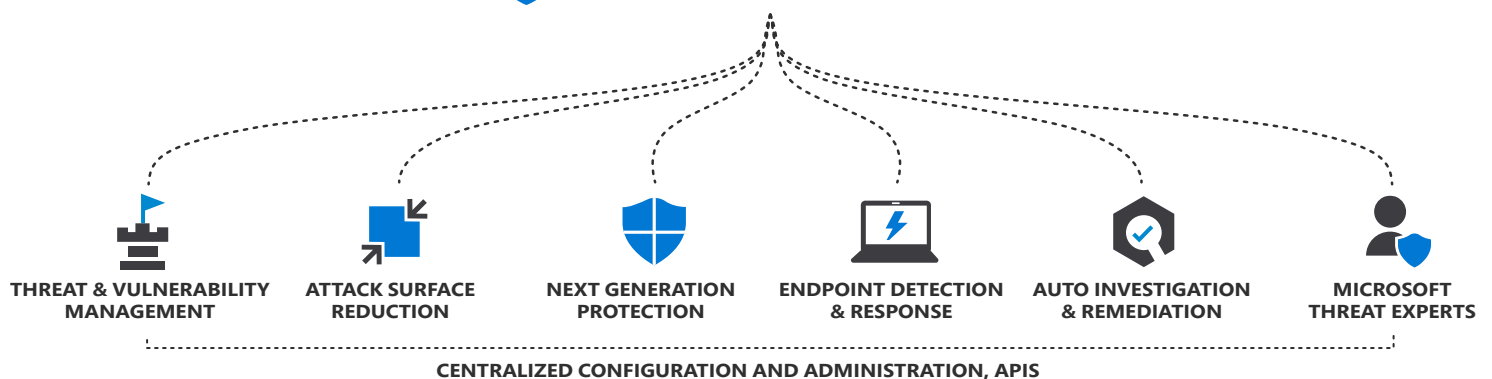 THREAT & VULNERABILITY
MANAGEMENT
ATTACK SURFACE
REDUCTION
NEXT GENERATION
PROTECTION
ENDPOINT DETECTION
& RESPONSE
AUTO INVESTIGATION
& REMEDIATION
MICROSOFT
THREAT EXPERTS
CENTRALIZED CONFIGURATION AND ADMINISTRATION, APIS